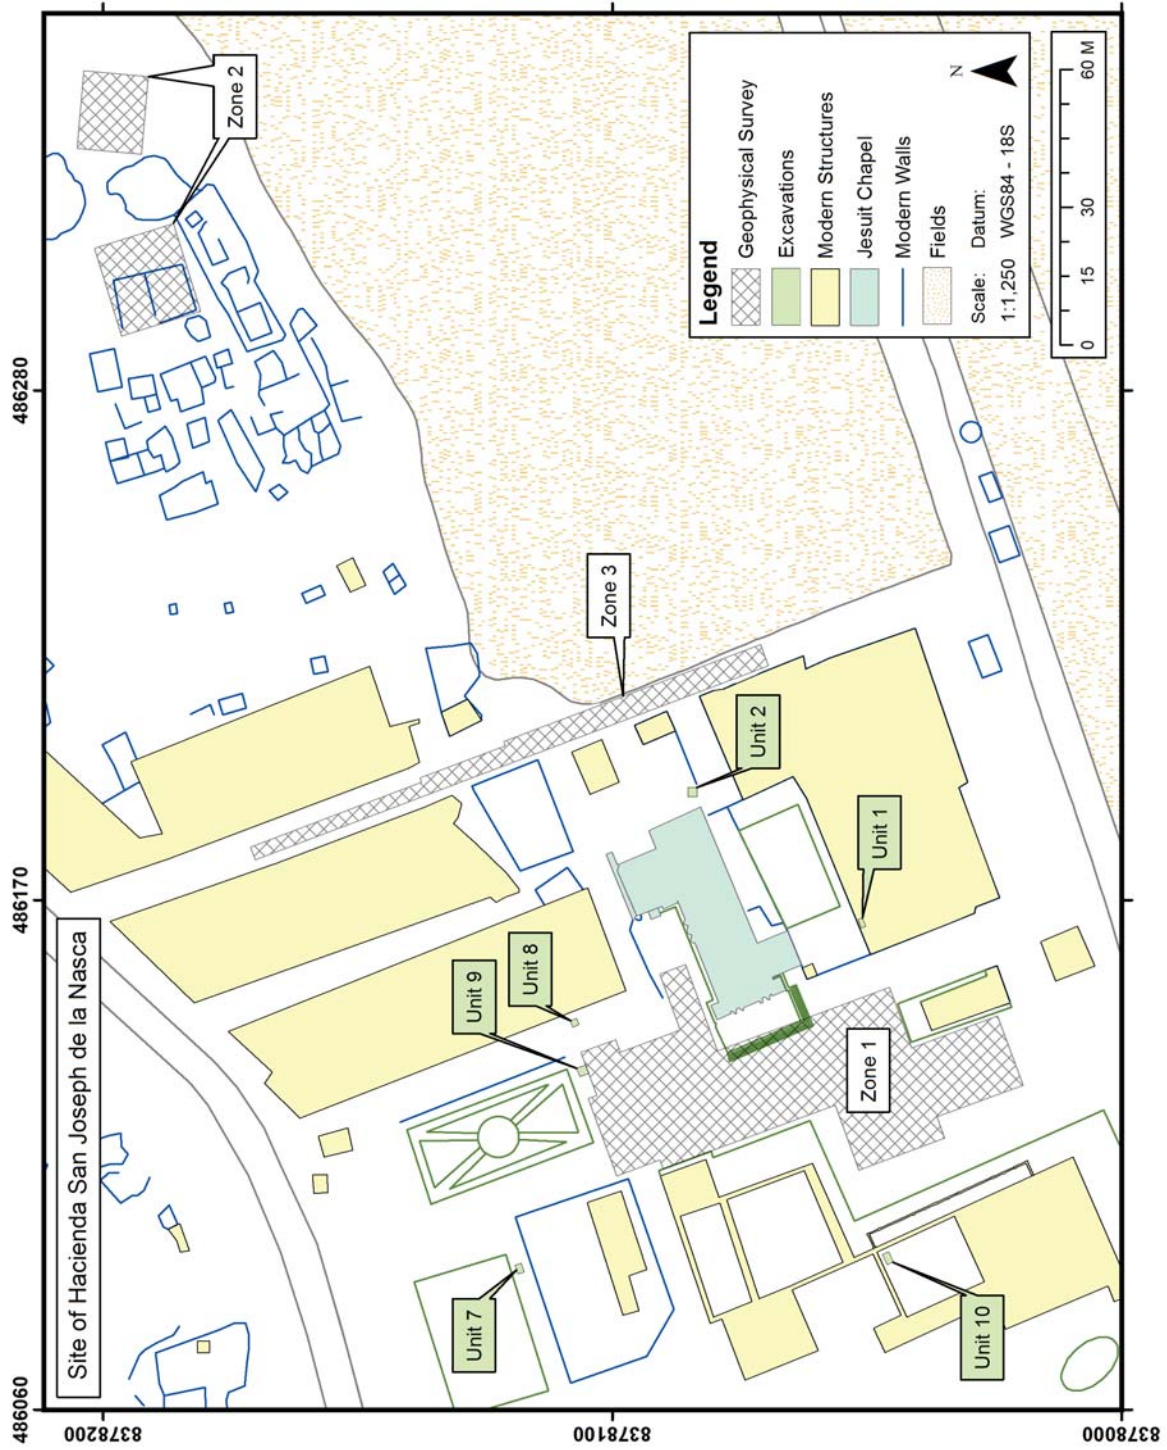 Site of Hacienda San Joseph de la Nasca
486060
486170
486280
8378200
8378100
8378000
Zone 2
Zone 3
Unit 2
Unit 1
Unit 8
Unit 9
Zone 1
Unit 7
Unit 10
Legend
Geophysical Survey
Excavations
Modern Structures
Jesuit Chapel
Modern Walls
Fields
Scale: Datum:
1:1,250 WGS84 - 18S
N
0 15 30 60 M